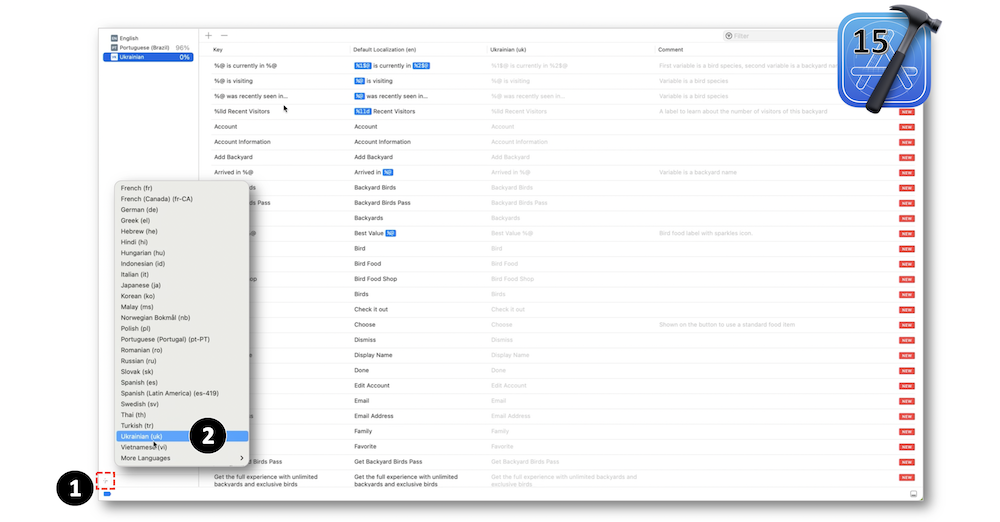 EN English
PT Portuguese (Brazil) 96%
UK Ukrainian 0%
Filter
15
Key Default Localization (en) Ukrainian (uk) Comment
%@ is currently in %@ %1$@ is currently in %2$@ %1$@ is currently in %2$@ First variable is a bird species, second variable is a backyard
%@ is visiting %@ is visiting %@ is visiting Variable is a bird species
%@ was recently seen in... %@ was recently seen in... %@ was recently seen in... Variable is a bird species
%lld Recent Visitors %lld Recent Visitors %lld Recent Visitors A label to learn about the number of visitors of this backyard NEW
Account Account Account NEW
Account Information Account Information Account Information NEW
Add Backyard Add Backyard Add Backyard NEW
Arrived in %@ Arrived in %@ Arrived in %@ Variable is a backyard name NEW
ds Backyard Birds Backyard Birds NEW
ds Pass Backyard Birds Pass Backyard Birds Pass NEW
Backyards Backyards NEW
%@ Best Value %@ Best Value %@ Bird food label with sparkles icon. NEW
Bird Bird NEW
Bird Food Bird Food NEW
op Bird Food Shop Bird Food Shop NEW
Birds Birds NEW
Check it out Check it out NEW
Choose Choose Shown on the button to use a standard food item NEW
Dismiss Dismiss NEW
Display Name Display Name NEW
Done Done NEW
Edit Account Edit Account NEW
Email Email NEW
Email Address Email Address NEW
Family Family NEW
Favorite Favorite NEW
d Birds Pass Get Backyard Birds Pass Get Backyard Birds Pass NEW
Get the full experience with unlimited Get the full experience with unlimited Get the full experience with unlimited NEW
backyards and exclusive birds backyards and exclusive birds backyards and exclusive birds
French (fr)
French (Canada) (fr-CA)
German (de)
Greek (el)
Hebrew (he)
Hindi (hi)
Hungarian (hu)
Indonesian (id)
Italian (it)
Japanese (ja)
Korean (ko)
Malay (ms)
Norwegian Bokmål (nb)
Polish (pl)
Portuguese (Portugal) (pt-PT)
Romanian (ro)
Russian (ru)
Slovak (sk)
Spanish (es)
Spanish (Latin America) (es-419)
Swedish (sv)
Thai (th)
Turkish (tr)
Ukrainian (uk)
Vietnamese (vi)
More Languages
2
1